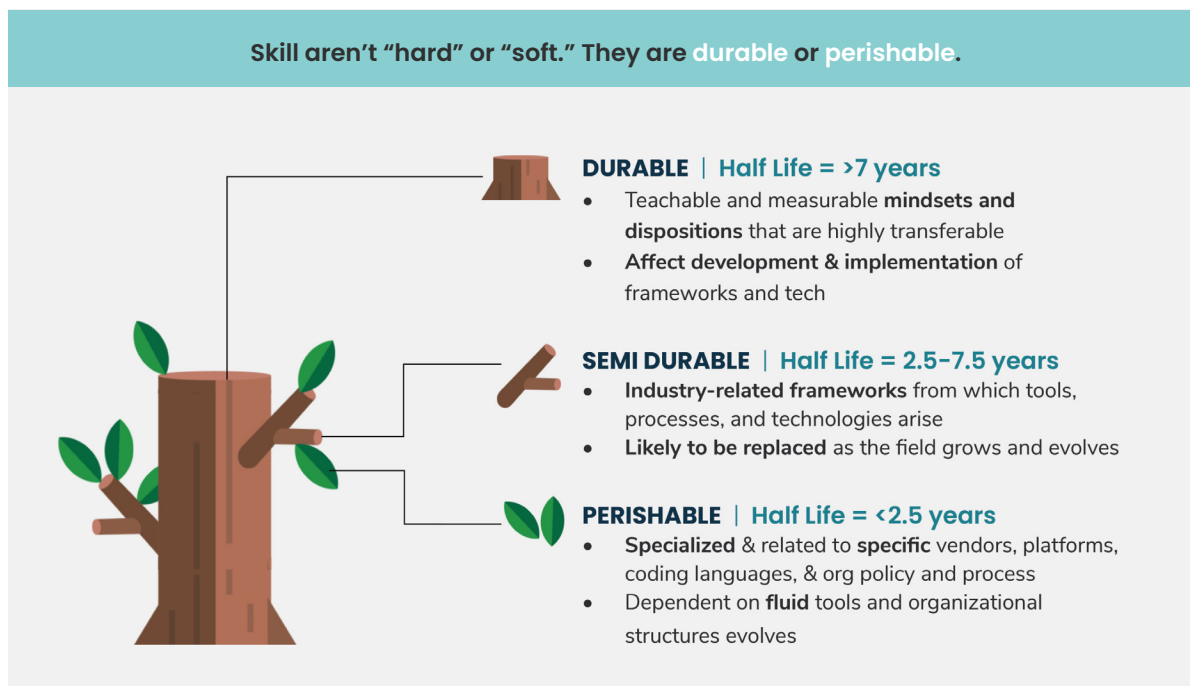 Skill aren’t “hard” or “soft.” They are durable or perishable.
DURABLE | Half Life = >7 years
• Teachable and measurable mindsets and
dispositions that are highly transferable
• Affect development & implementation of
frameworks and tech
SEMI DURABLE | Half Life = 2.5–7.5 years
• Industry-related frameworks from which tools,
processes, and technologies arise
• Likely to be replaced as the field grows and evolves
PERISHABLE | Half Life = <2.5 years
• Specialized & related to specific vendors, platforms,
coding languages, & org policy and process
• Dependent on fluid tools and organizational
structures evolves